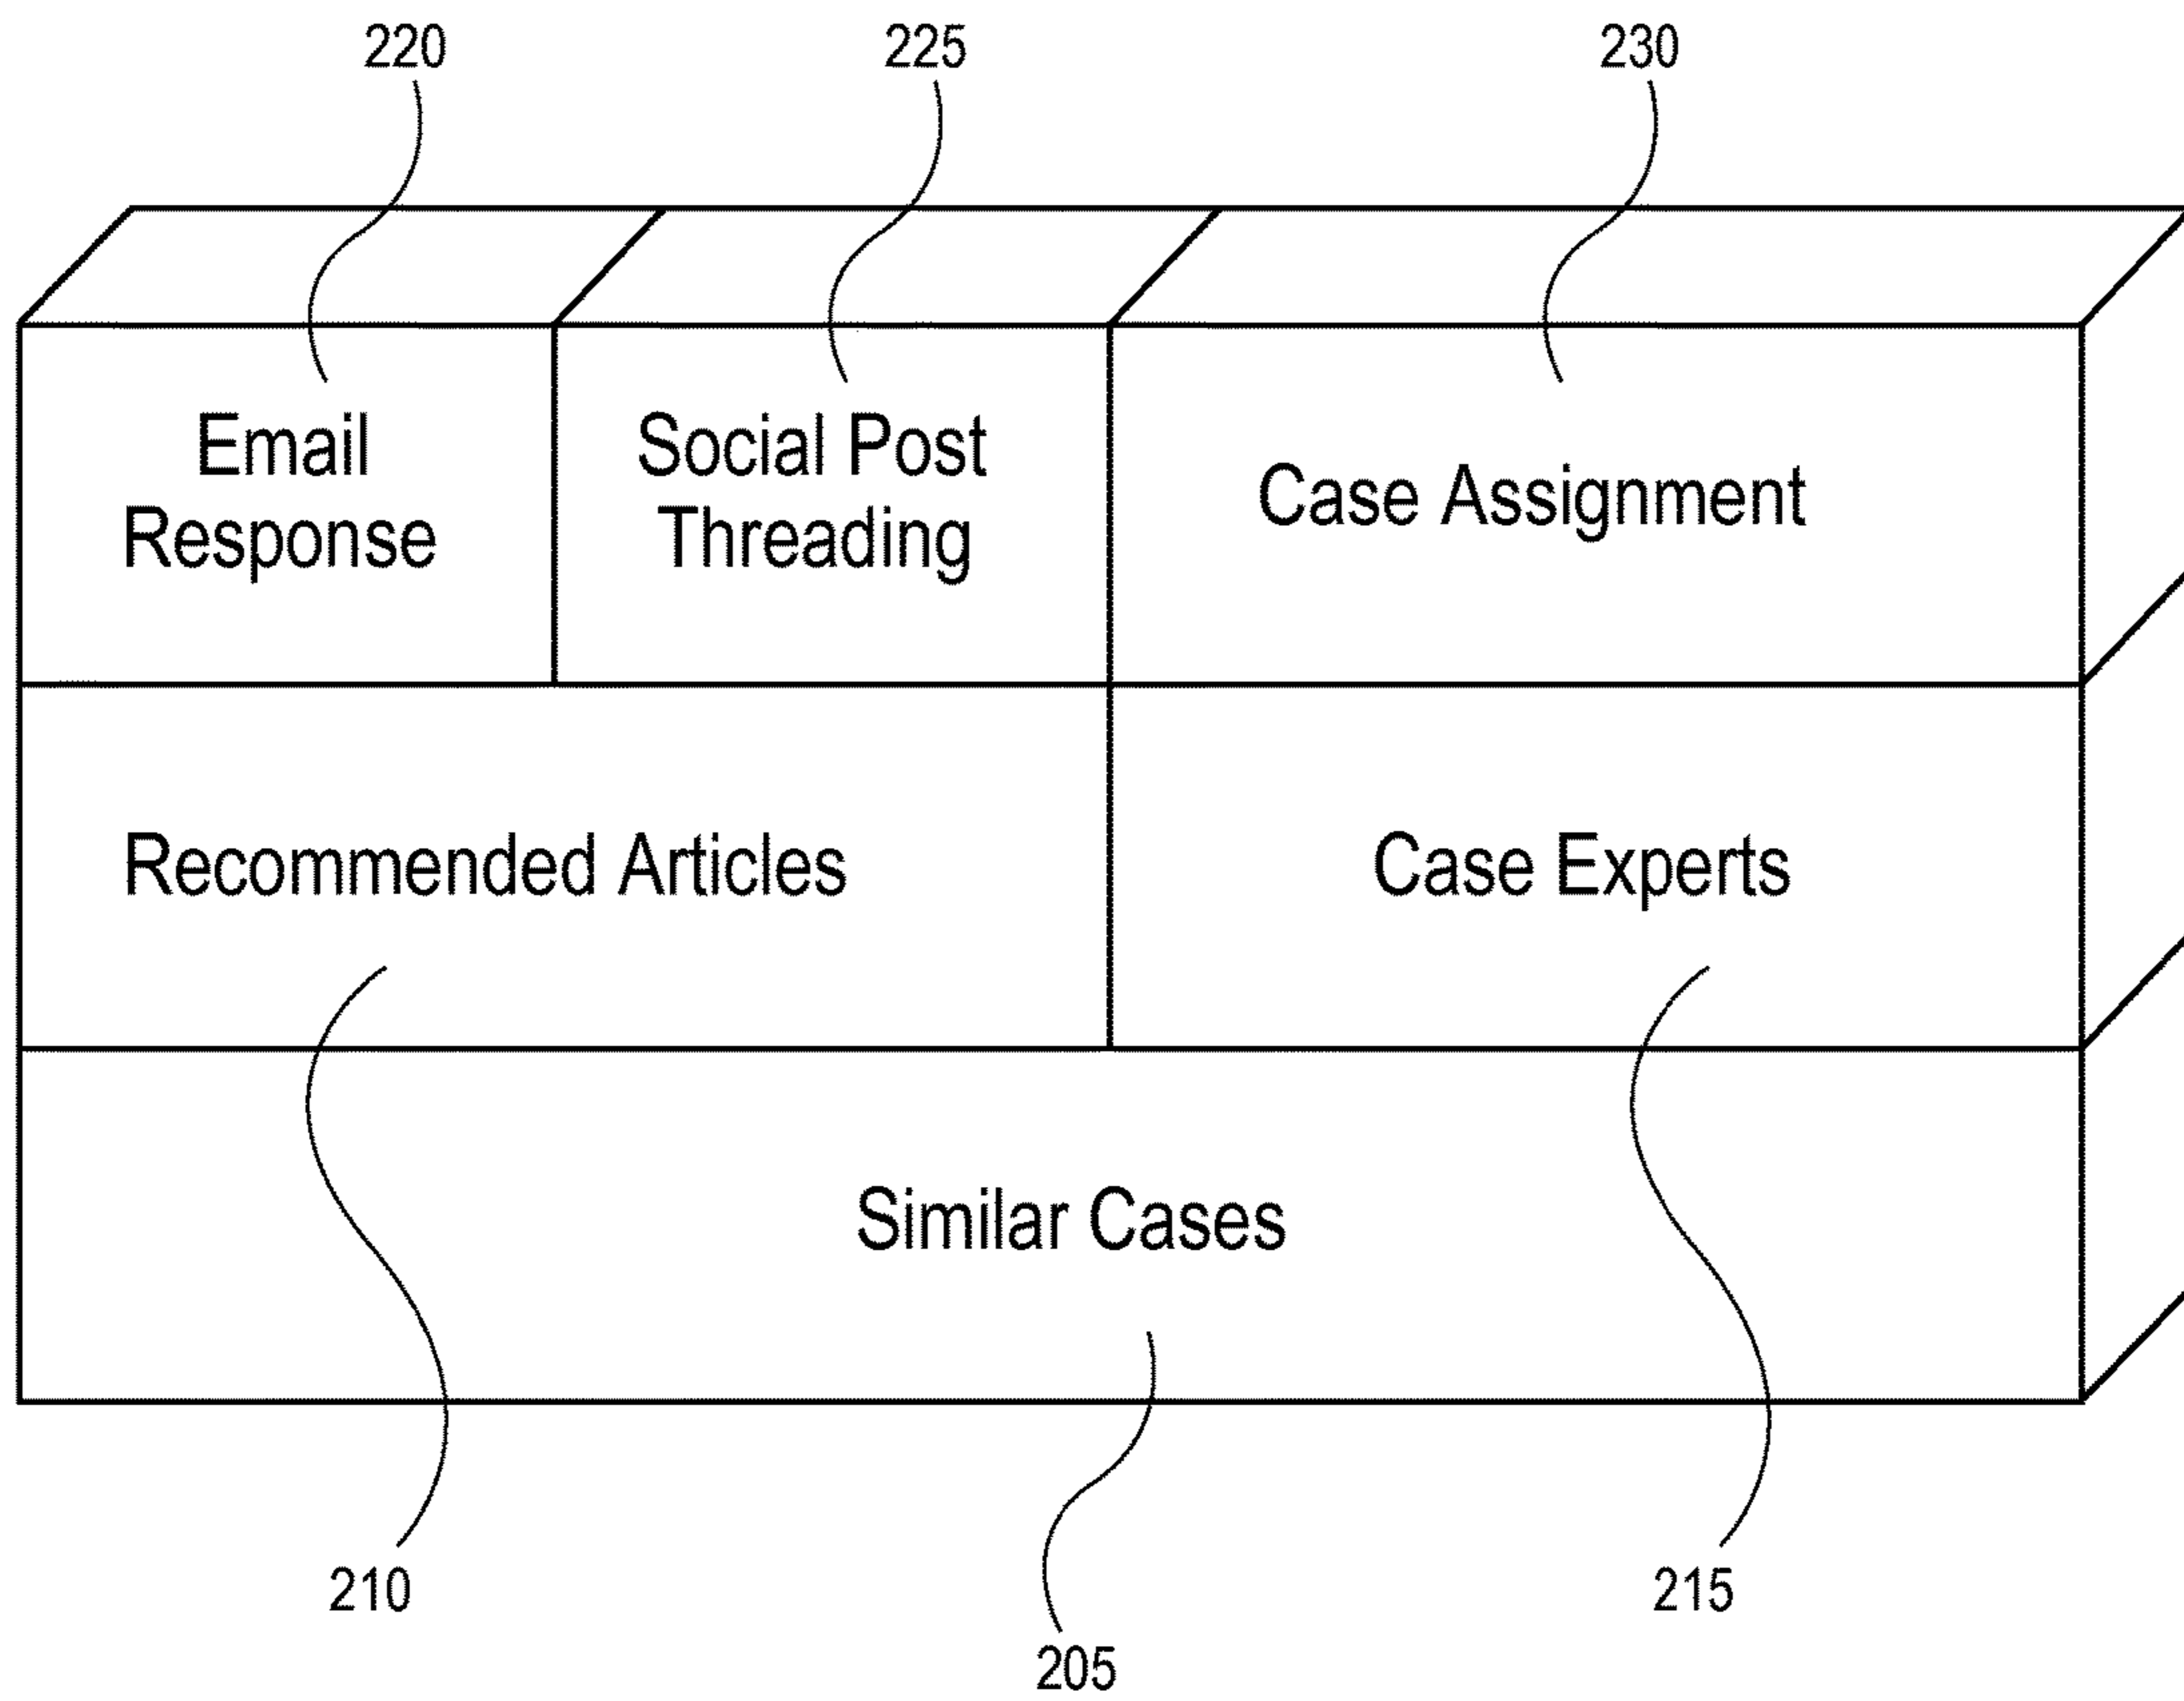 220
225
230
Email
Response
Social Post
Threading
Case Assignment
Recommended Articles
Case Experts
Similar Cases
210
215
205